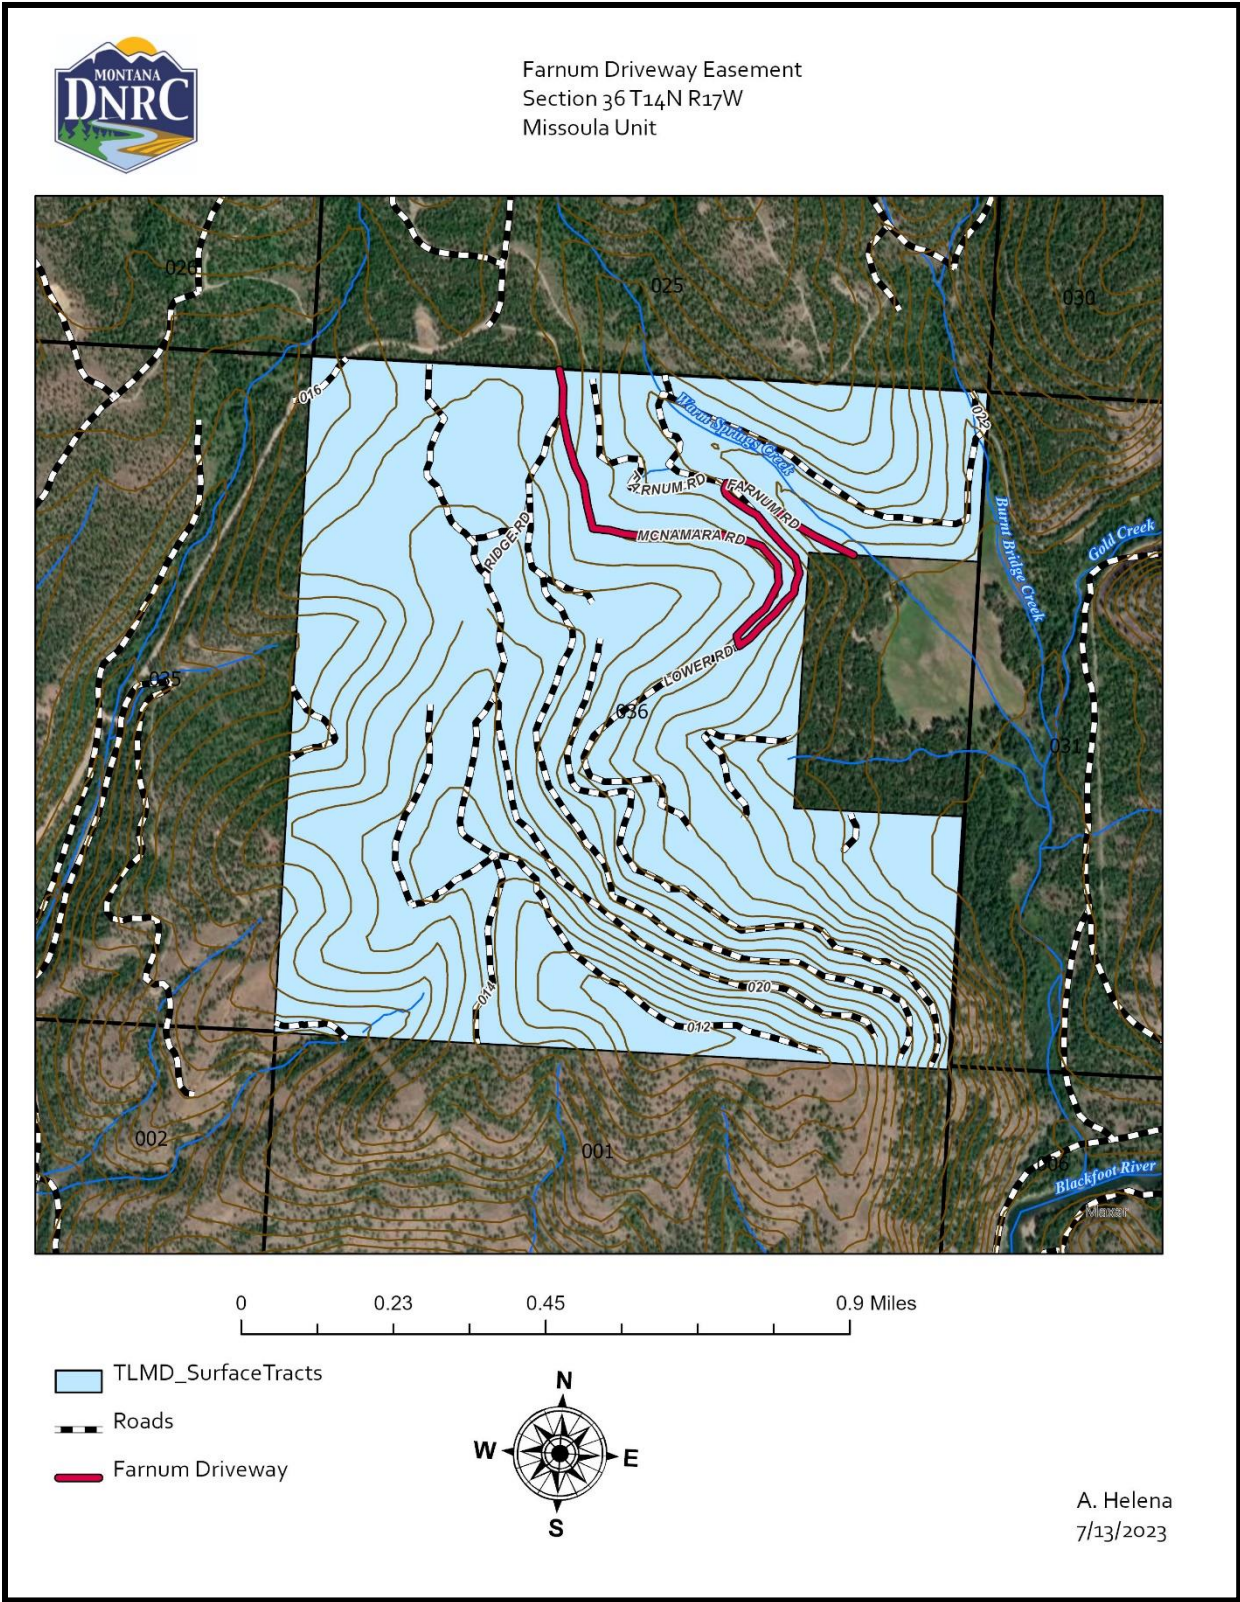 MONTANA
DNRC
Farnum Driveway Easement
Section 36 T14N R17W
Missoula Unit
026
025
030
016
022
Warm Springs Creek
FARNUM RD
FARNUM RD
MCNAMARA RD
RIDGE RD
Burnt Bridge Creek
Gold Creek
LOWER RD
035
036
031
014
020
012
002
001
06
Blackfoot River
Maxar
0 0.23 0.45 0.9 Miles
TLMD_SurfaceTracts
Roads
Farnum Driveway
N
W E
S
A. Helena
7/13/2023